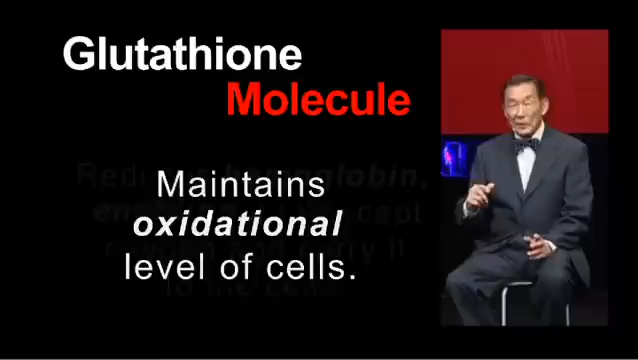 Glutathione
Molecule
Maintains
oxidational
level of cells.